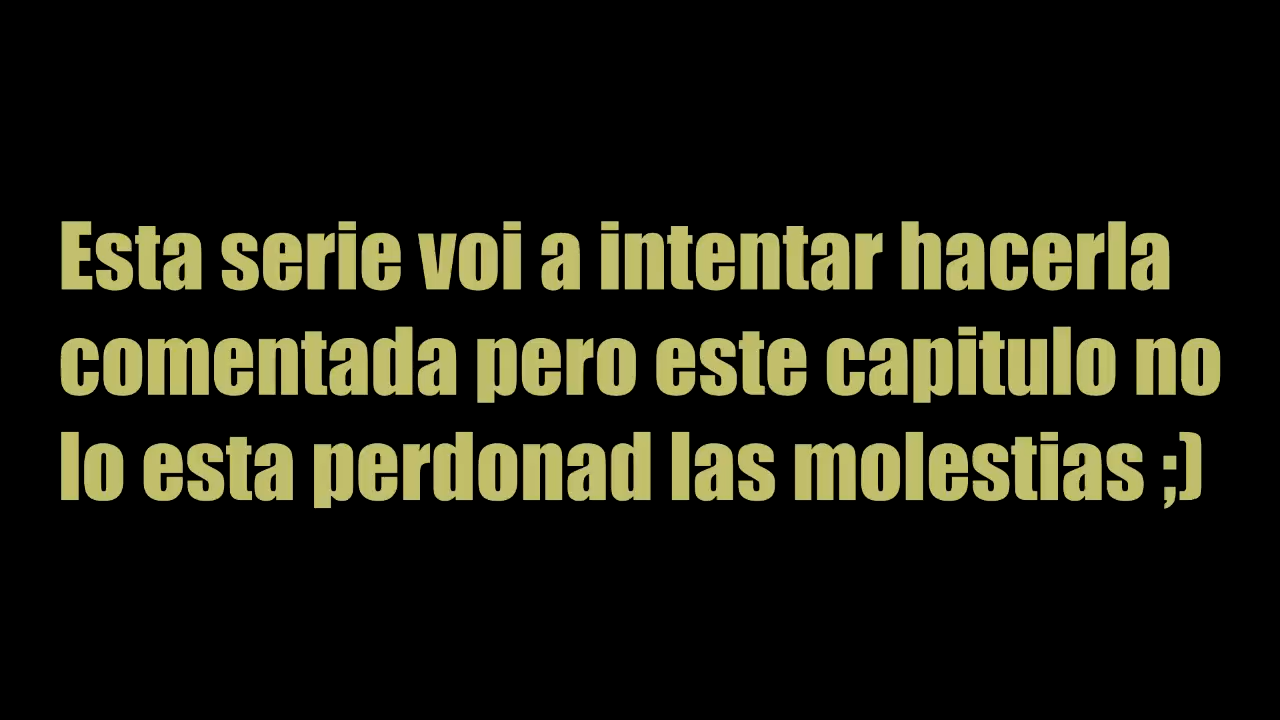 Esta serie voi a intentar hacerla
comentada pero este capitulo no
lo esta perdonad las molestias ;)